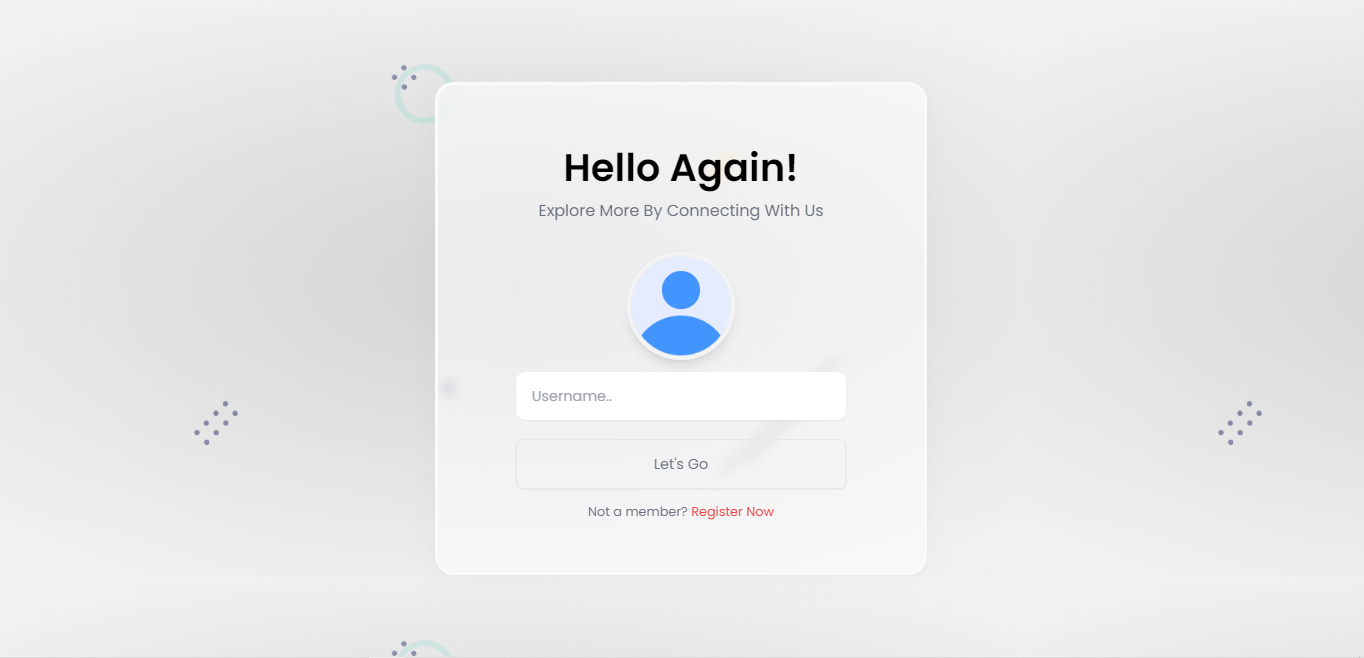 Hello Again!
Explore More By Connecting With Us
Username..
Let's Go
Not a member? Register Now